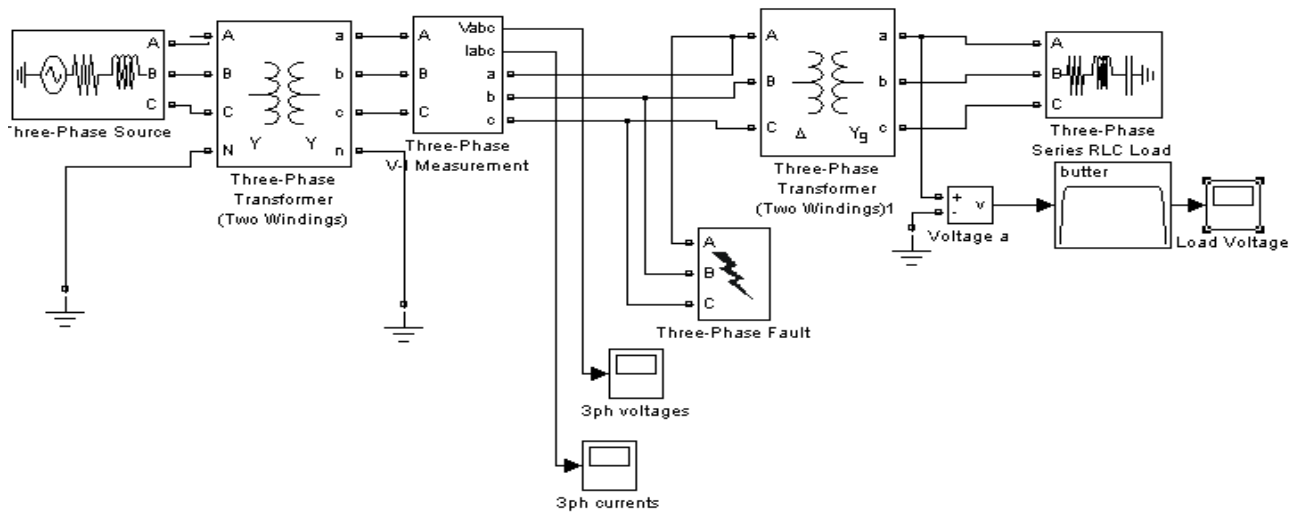 A
B
C
Three-Phase Source
A
B
C
N
a
b
c
n
Y Y
Three-Phase
Transformer
(Two Windings)
A
B
C
Vabc
Iabc
a
b
c
Three-Phase
V-I Measurement
A
B
C
a
b
c
Δ Yg
Three-Phase
Transformer
(Two Windings)1
A
B
C
Three-Phase
Series RLC Load
+
-
v
Voltage a
butter
Load Voltage
A
B
C
Three-Phase Fault
3ph voltages
3ph currents